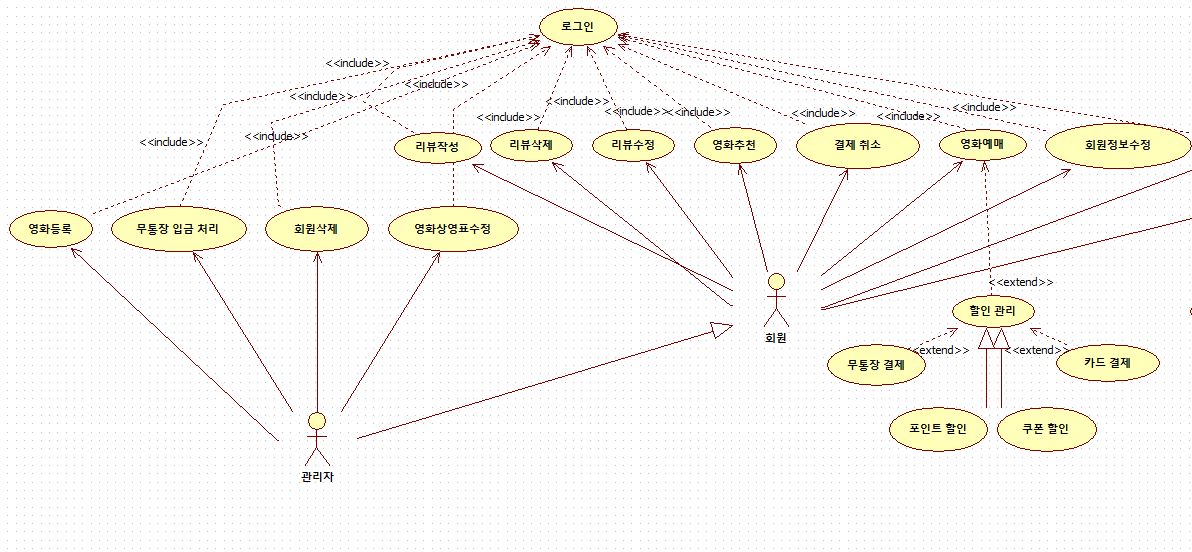 로그인
<<include>>
<<include>>
<<include>>
<<include>>
<<include>>
<<include>>
<<include>>
<<include>>
<<include>>
<<include>>
<<include>>
<<include>>
리뷰작성
리뷰삭제
리뷰수정
영화추천
결제 취소
영화예매
회원정보수정
영화등록
무통장 입금 처리
회원삭제
영화상영표수정
<<extend>>
할인 관리
회원
<<extend>>
<<extend>>
무통장 결제
카드 결제
포인트 할인
쿠폰 할인
관리자